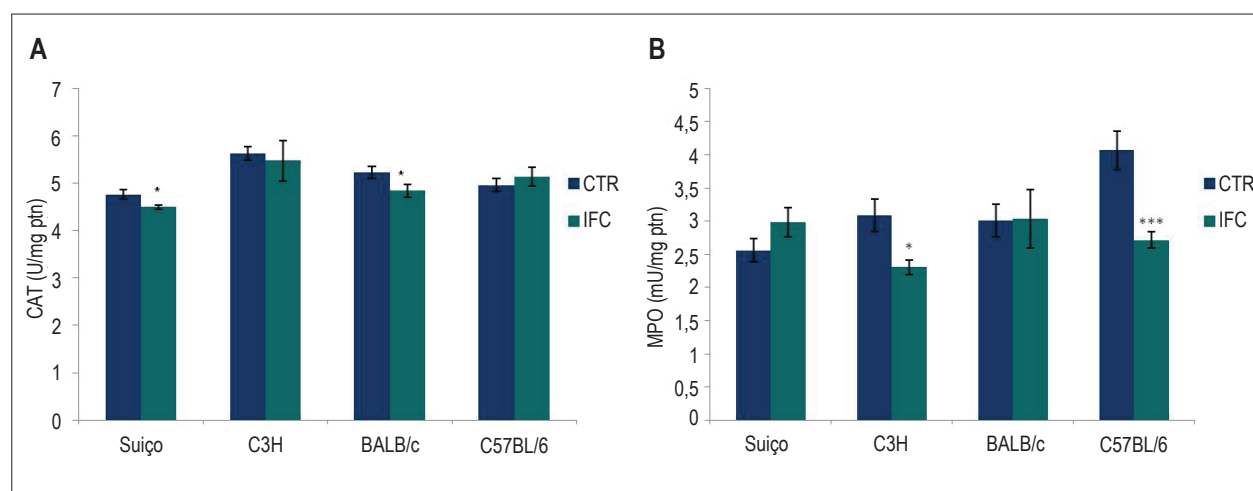 A
CAT (U/mg ptn)
7
6
5
4
3
2
1
0
*
*
Suiço
C3H
BALB/c
C57BL/6
CTR
IFC
B
MPO (mU/mg ptn)
5
4,5
4
3,5
3
2,5
2
1,5
1
0,5
0
*
***
Suiço
C3H
BALB/c
C57BL/6
CTR
IFC